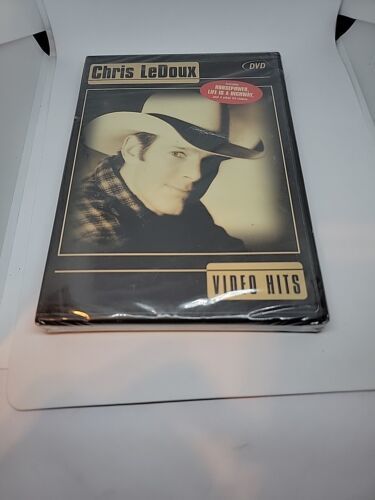 Chris LeDoux
DVD
HORSEPOWER,
LIFE IS A HIGHWAY,
VIDEO HITS